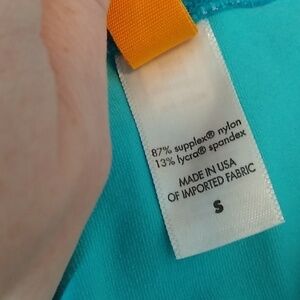 87% supplex® nylon
13% lycra® spandex
MADE IN USA
OF IMPORTED FABRIC
S